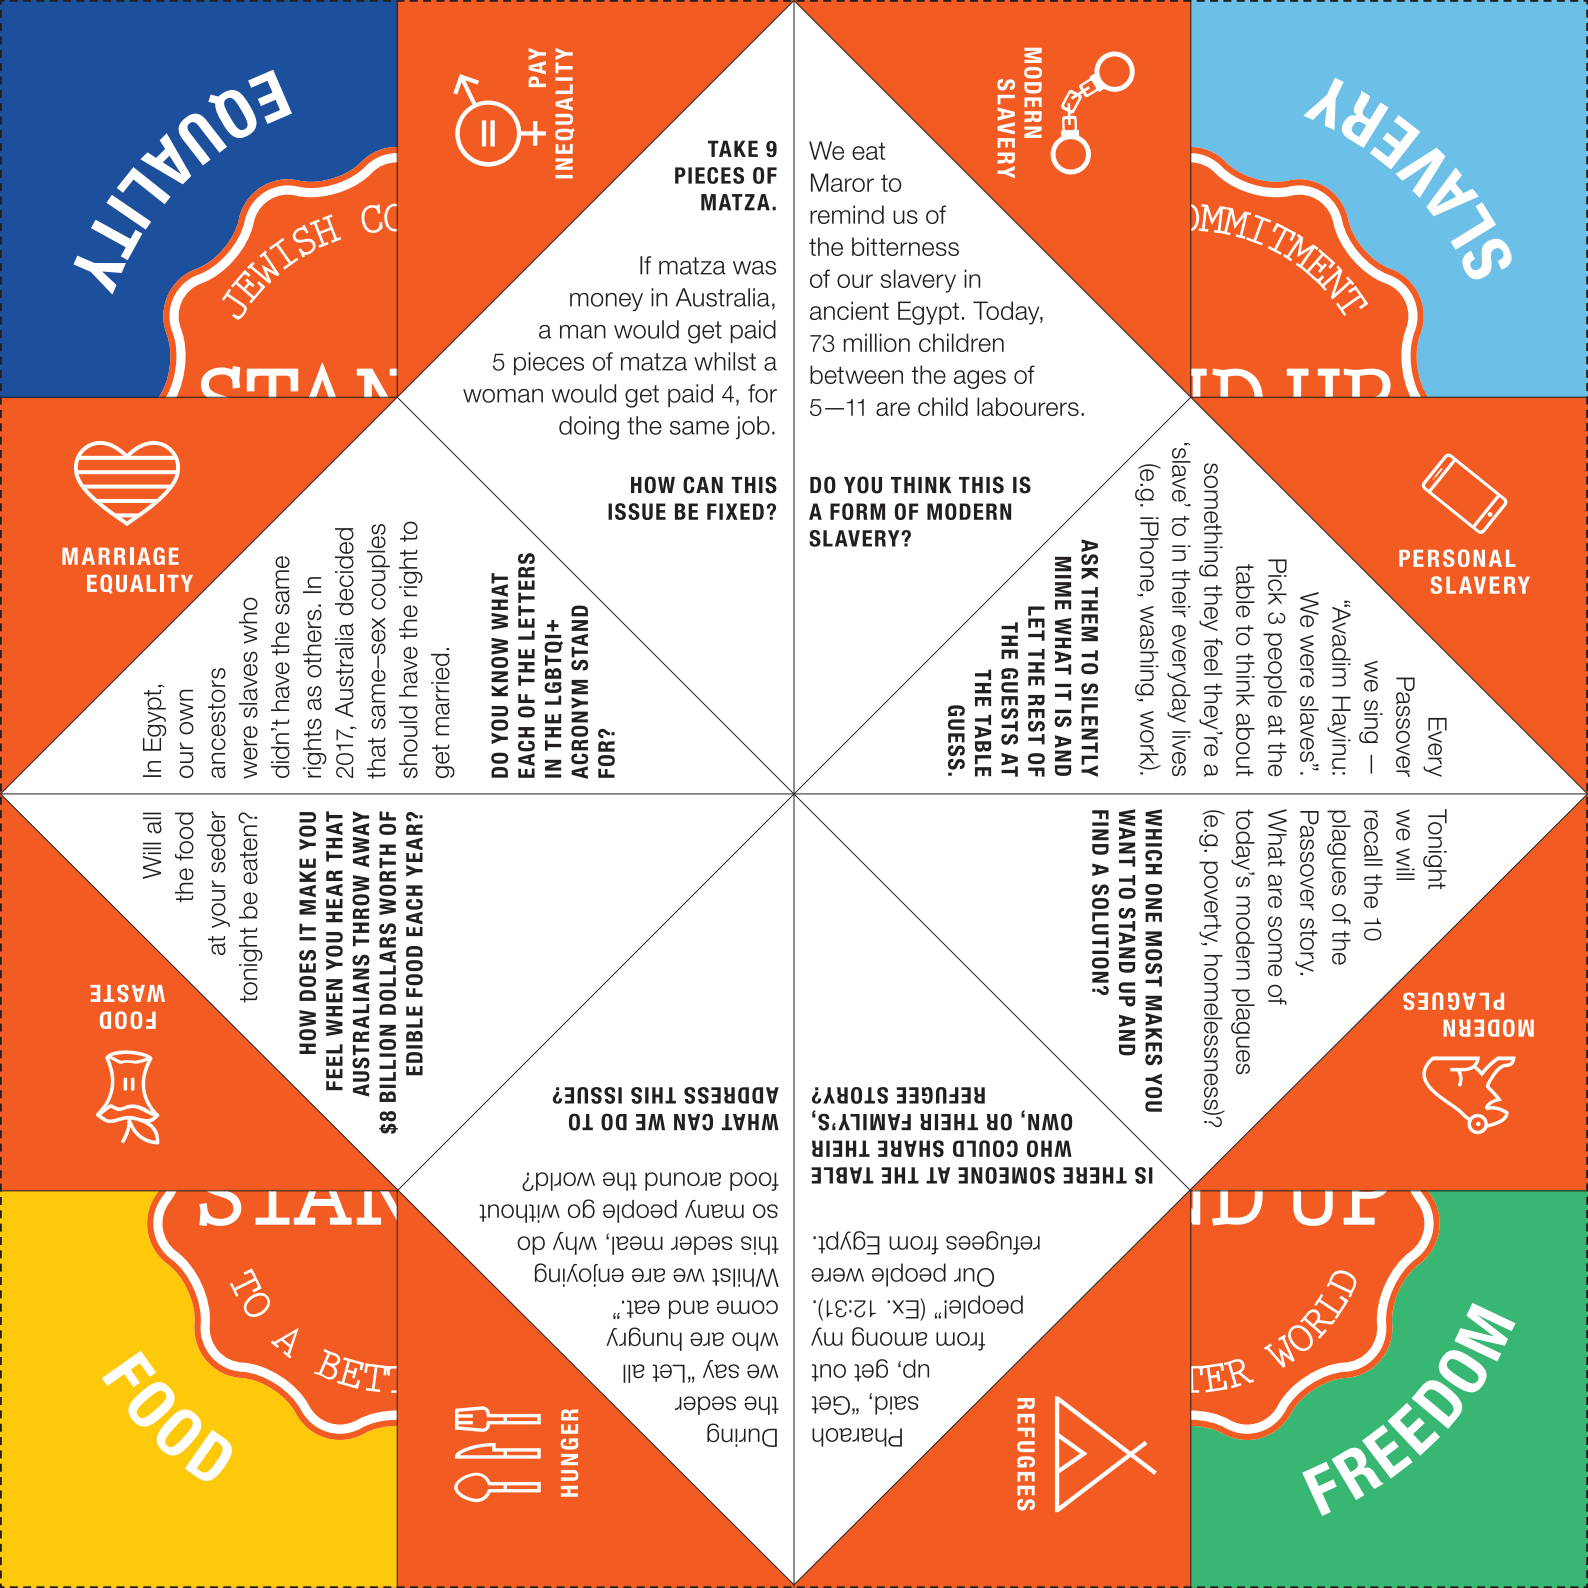 EQUALITY
PAY
INEQUALITY
MODERN
SLAVERY
SLAVERY
JEWISH CO
STAN
OMMITMENT
ND UP
TAKE 9
PIECES OF
MATZA.
If matza was
money in Australia,
a man would get paid
5 pieces of matza whilst a
woman would get paid 4, for
doing the same job.
HOW CAN THIS
ISSUE BE FIXED?
We eat
Maror to
remind us of
the bitterness
of our slavery in
ancient Egypt. Today,
73 million children
between the ages of
5—11 are child labourers.
DO YOU THINK THIS IS
A FORM OF MODERN
SLAVERY?
MARRIAGE
EQUALITY
In Egypt,
our own
ancestors
were slaves who
didn't have the same
rights as others. In
2017, Australia decided
that same–sex couples
should have the right to
get married.
DO YOU KNOW WHAT
EACH OF THE LETTERS
IN THE LGBTQI+
ACRONYM STAND
FOR?
PERSONAL
SLAVERY
Every
Passover
we sing —
“Avadim Hayinu:
We were slaves”.
Pick 3 people at the
table to think about
something they feel they're a
‘slave’ to in their everyday lives
(e.g. iPhone, washing, work).
ASK THEM TO SILENTLY
MIME WHAT IT IS AND
LET THE REST OF
THE GUESTS AT
THE TABLE
GUESS.
Will all
the food
at your seder
tonight be eaten?
HOW DOES IT MAKE YOU
FEEL WHEN YOU HEAR THAT
AUSTRALIANS THROW AWAY
$8 BILLION DOLLARS WORTH OF
EDIBLE FOOD EACH YEAR?
FOOD
WASTE
Tonight
we will
recall the 10
plagues of the
Passover story.
What are some of
today's modern plagues
(e.g. poverty, homelessness)?
WHICH ONE MOST MAKES YOU
WANT TO STAND UP AND
FIND A SOLUTION?
MODERN
PLAGUES
During
the seder
we say “Let all
who are hungry
come and eat.”
Whilst we are enjoying
this seder meal, why do
so many people go without
food around the world?
WHAT CAN WE DO TO
ADDRESS THIS ISSUE?
HUNGER
Pharaoh
said, “Get
up, get out
from among my
people!” (Ex. 12:31).
Our people were
refugees from Egypt.
IS THERE SOMEONE AT THE TABLE
WHO COULD SHARE THEIR
OWN, OR THEIR FAMILY'S,
REFUGEE STORY?
REFUGEES
STAN
TO A BETT
FOOD
ND UP
TER WORLD
FREEDOM